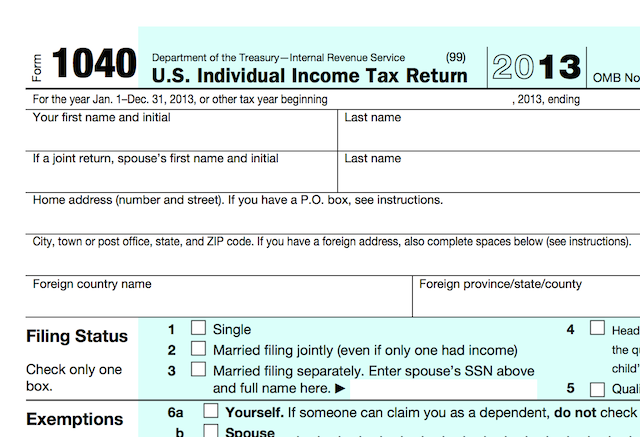 Form 1040 Department of the Treasury—Internal Revenue Service (99)
U.S. Individual Income Tax Return 2013 OMB No
For the year Jan. 1–Dec. 31, 2013, or other tax year beginning , 2013, ending
Your first name and initial Last name
If a joint return, spouse's first name and initial Last name
Home address (number and street). If you have a P.O. box, see instructions.
City, town or post office, state, and ZIP code. If you have a foreign address, also complete spaces below (see instructions).
Foreign country name Foreign province/state/county
Filing Status
Check only one
box.
1 Single
2 Married filing jointly (even if only one had income)
3 Married filing separately. Enter spouse's SSN above
and full name here. ▶
4 Head
the q
child'
5 Quali
Exemptions
6a Yourself. If someone can claim you as a dependent, do not check
b Spouse